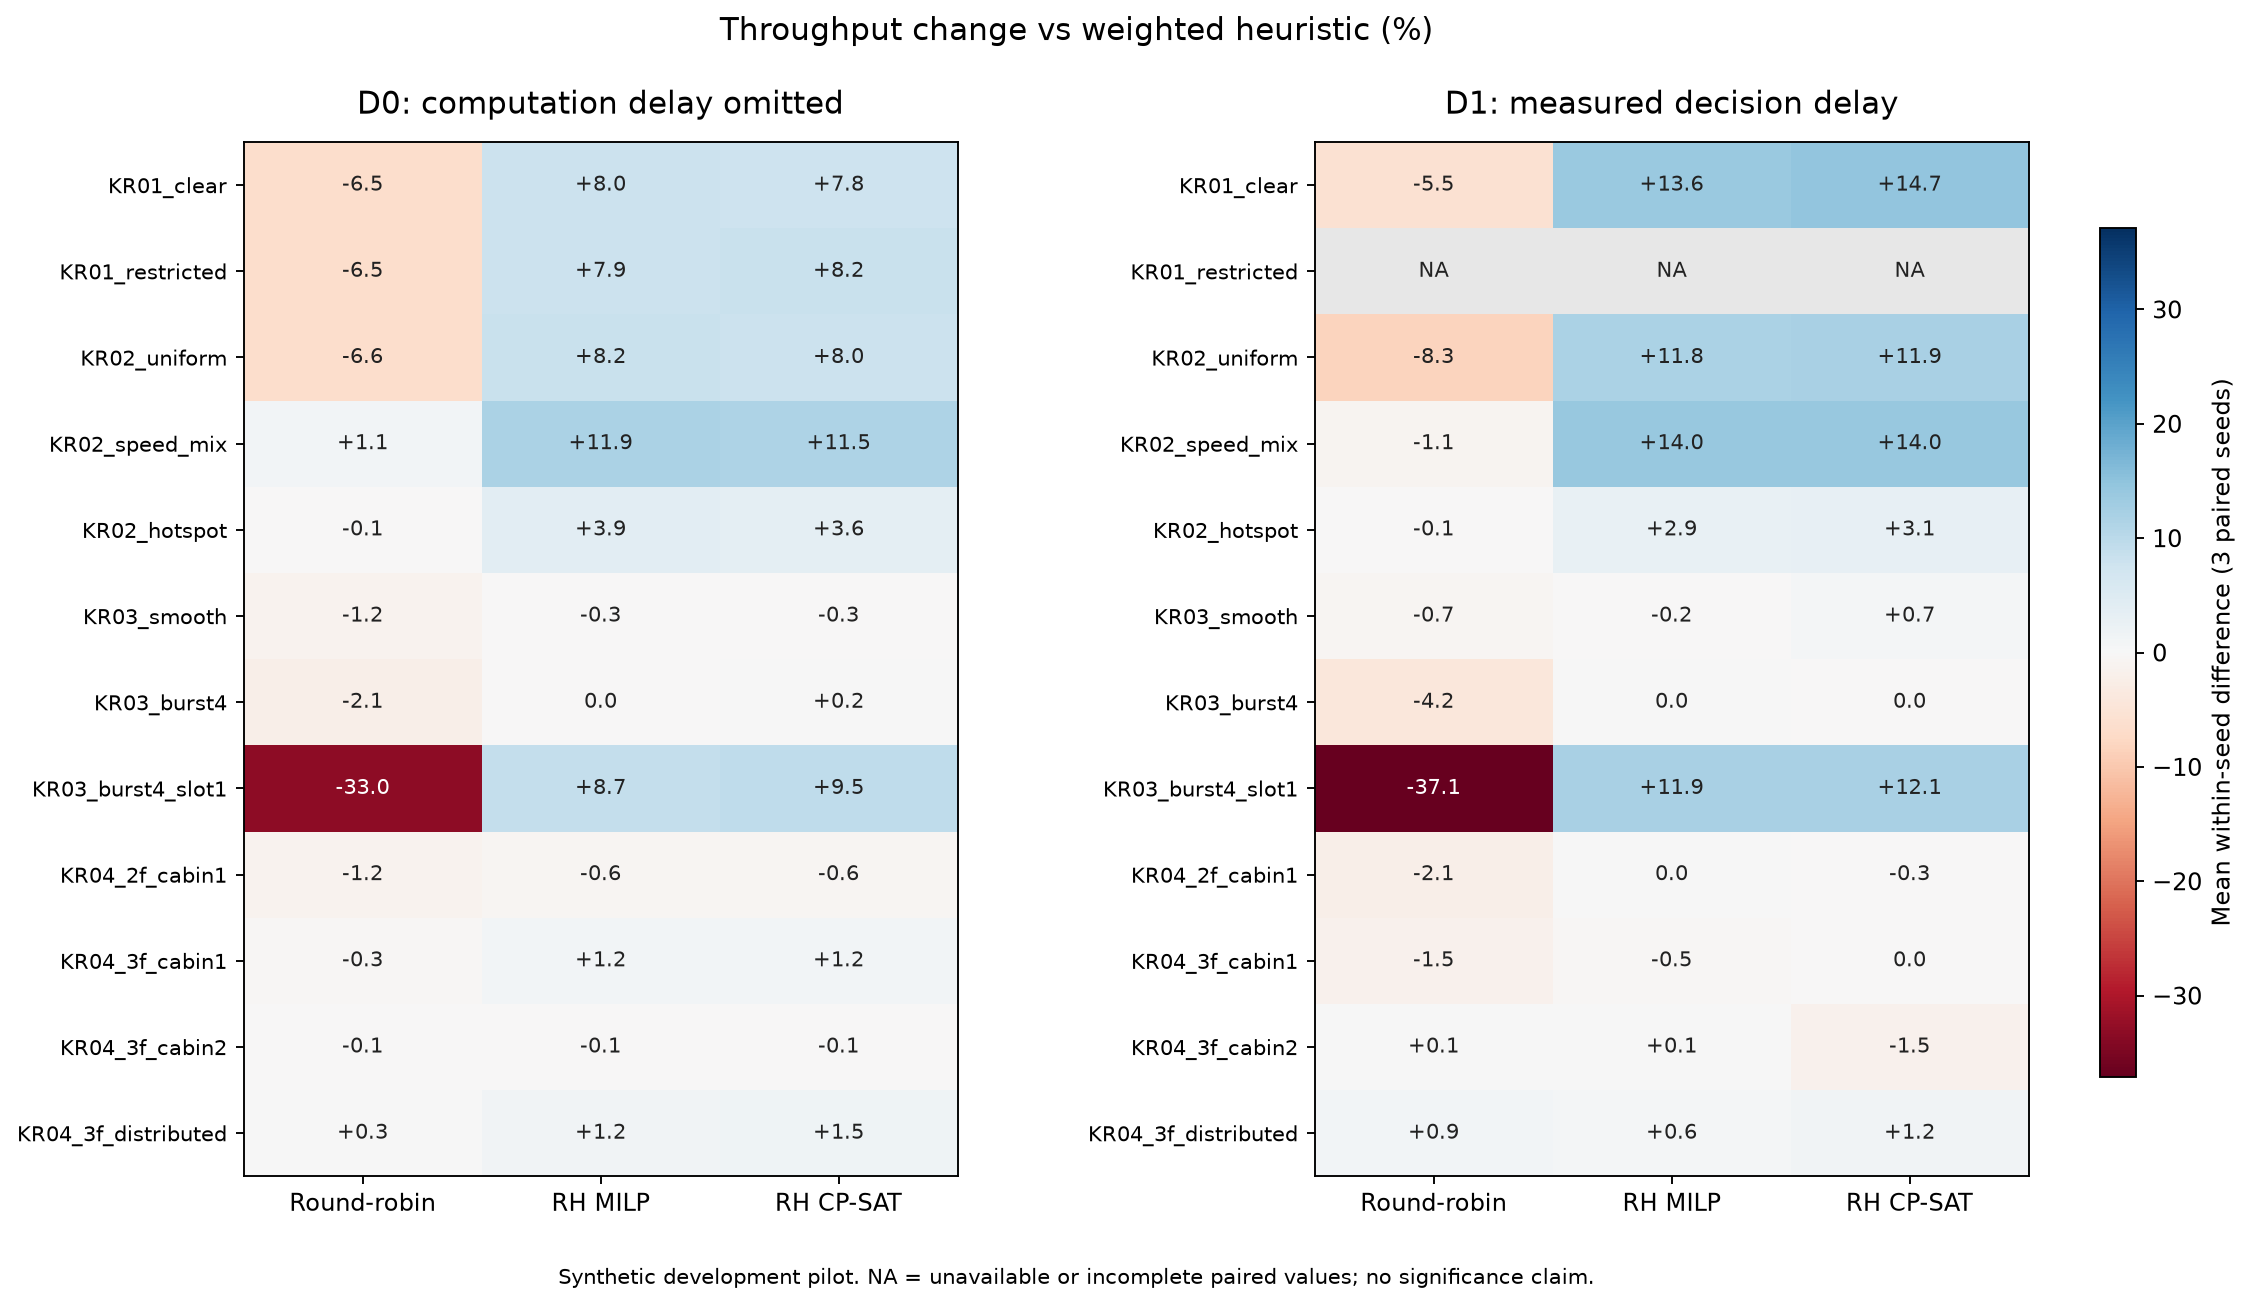 Throughput change vs weighted heuristic (%)
D0: computation delay omitted
KR01_clear -6.5 +8.0 +7.8
KR01_restricted -6.5 +7.9 +8.2
KR02_uniform -6.6 +8.2 +8.0
KR02_speed_mix +1.1 +11.9 +11.5
KR02_hotspot -0.1 +3.9 +3.6
KR03_smooth -1.2 -0.3 -0.3
KR03_burst4 -2.1 0.0 +0.2
KR03_burst4_slot1 -33.0 +8.7 +9.5
KR04_2f_cabin1 -1.2 -0.6 -0.6
KR04_3f_cabin1 -0.3 +1.2 +1.2
KR04_3f_cabin2 -0.1 -0.1 -0.1
KR04_3f_distributed +0.3 +1.2 +1.5
Round-robin RH MILP RH CP-SAT
D1: measured decision delay
KR01_clear -5.5 +13.6 +14.7
KR01_restricted NA NA NA
KR02_uniform -8.3 +11.8 +11.9
KR02_speed_mix -1.1 +14.0 +14.0
KR02_hotspot -0.1 +2.9 +3.1
KR03_smooth -0.7 -0.2 +0.7
KR03_burst4 -4.2 0.0 0.0
KR03_burst4_slot1 -37.1 +11.9 +12.1
KR04_2f_cabin1 -2.1 0.0 -0.3
KR04_3f_cabin1 -1.5 -0.5 0.0
KR04_3f_cabin2 +0.1 +0.1 -1.5
KR04_3f_distributed +0.9 +0.6 +1.2
Round-robin RH MILP RH CP-SAT
30
20
10
0
−10
−20
−30
Mean within-seed difference (3 paired seeds)
Synthetic development pilot. NA = unavailable or incomplete paired values; no significance claim.